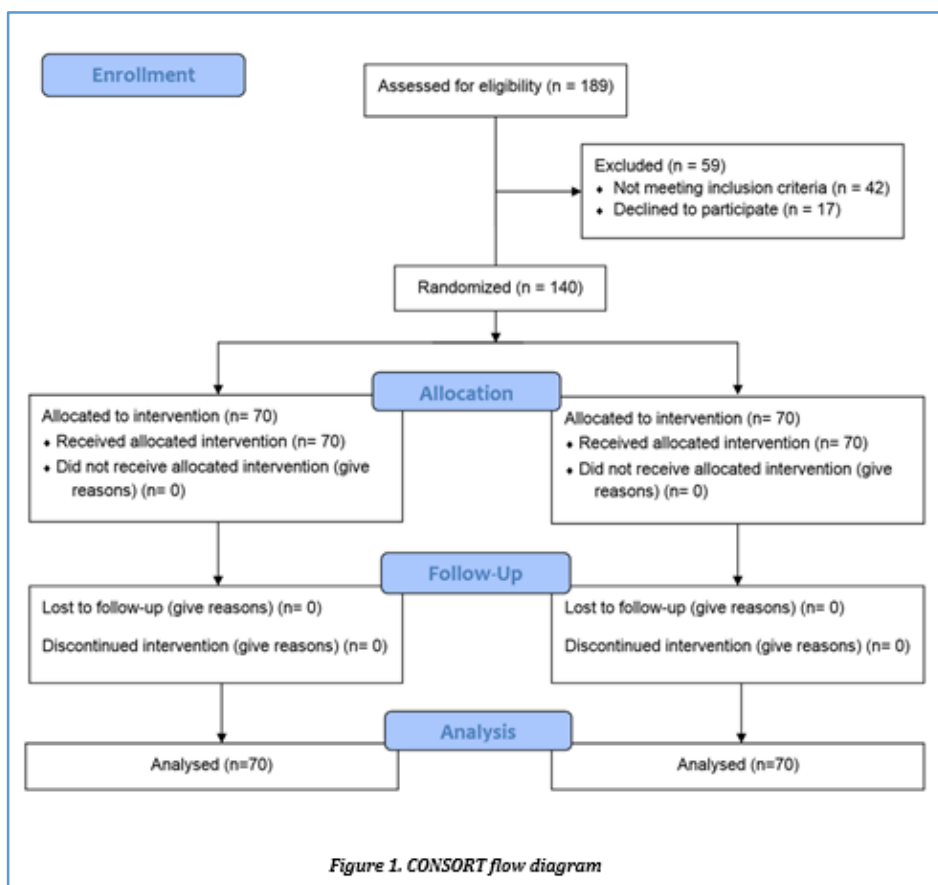 Enrollment
Assessed for eligibility (n = 189)
Excluded (n = 59)
♦ Not meeting inclusion criteria (n = 42)
♦ Declined to participate (n = 17)
Randomized (n = 140)
Allocation
Allocated to intervention (n= 70)
♦ Received allocated intervention (n= 70)
♦ Did not receive allocated intervention (give
reasons) (n= 0)
Allocated to intervention (n= 70)
♦ Received allocated intervention (n= 70)
♦ Did not receive allocated intervention (give
reasons) (n= 0)
Follow-Up
Lost to follow-up (give reasons) (n= 0)
Discontinued intervention (give reasons) (n= 0)
Lost to follow-up (give reasons) (n= 0)
Discontinued intervention (give reasons) (n= 0)
Analysis
Analysed (n=70)
Analysed (n=70)
Figure 1. CONSORT flow diagram